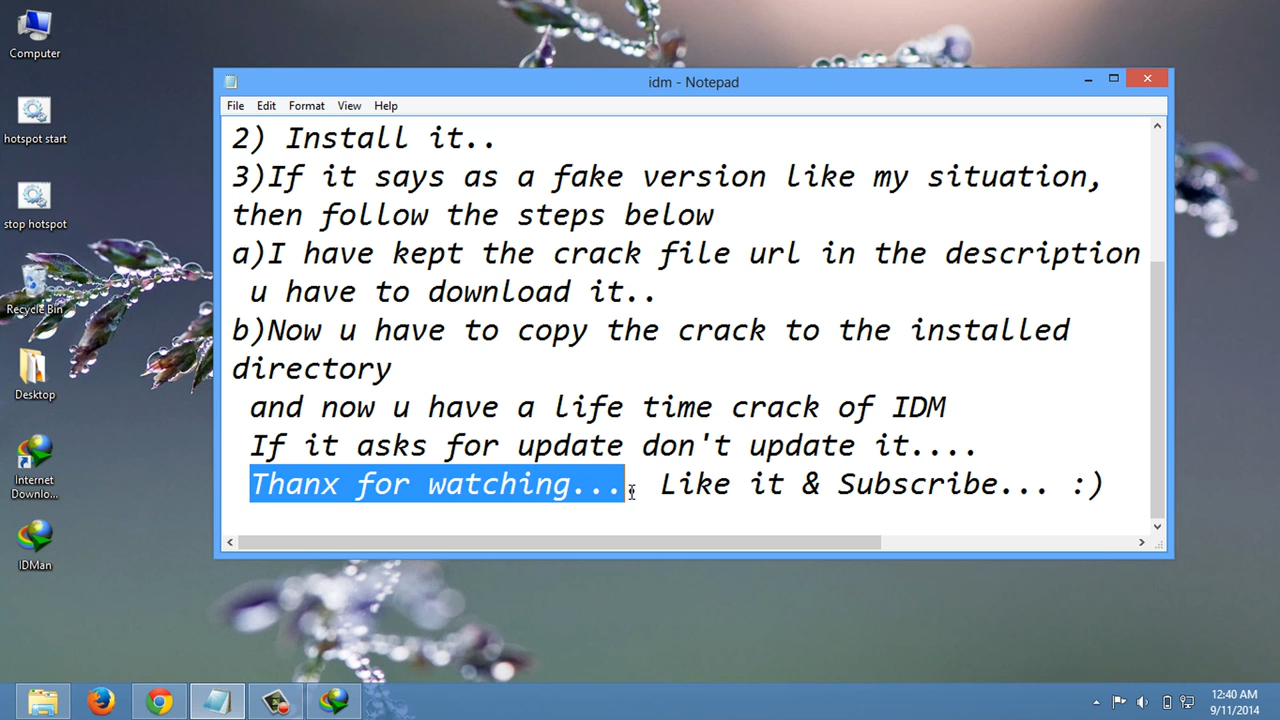 Computer
hotspot start
stop hotspot
Recycle Bin
Desktop
Internet
Downlo...
IDMan
idm - Notepad
File Edit Format View Help
2) Install it..
3)If it says as a fake version like my situation,
then follow the steps below
a)I have kept the crack file url in the description
u have to download it..
b)Now u have to copy the crack to the installed
directory
and now u have a life time crack of IDM
If it asks for update don't update it....
Thanx for watching... Like it & Subscribe... :)
12:40 AM
9/11/2014